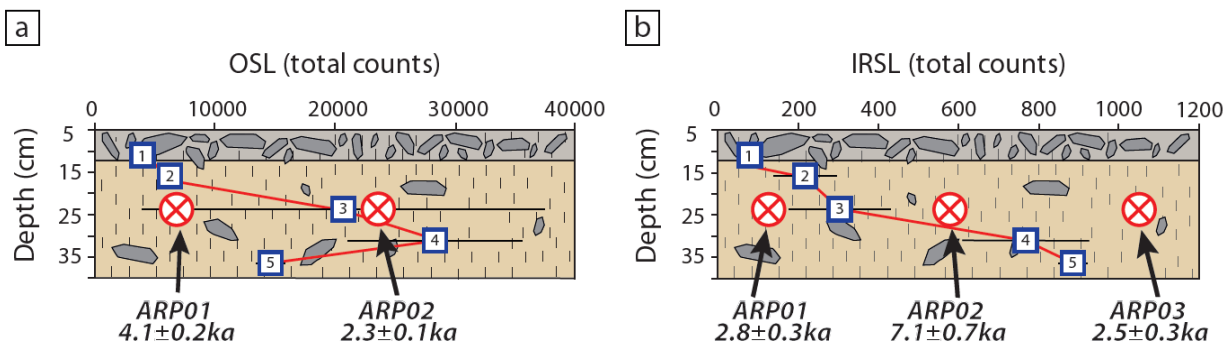 a
OSL (total counts)
0 10000 20000 30000 40000
Depth (cm)
5
15
25
35
1
2
3
4
5
ARP01
4.1±0.2ka
ARP02
2.3±0.1ka
b
IRSL (total counts)
0 200 400 600 800 1000 1200
Depth (cm)
5
15
25
35
1
2
3
4
5
ARP01
2.8±0.3ka
ARP02
7.1±0.7ka
ARP03
2.5±0.3ka